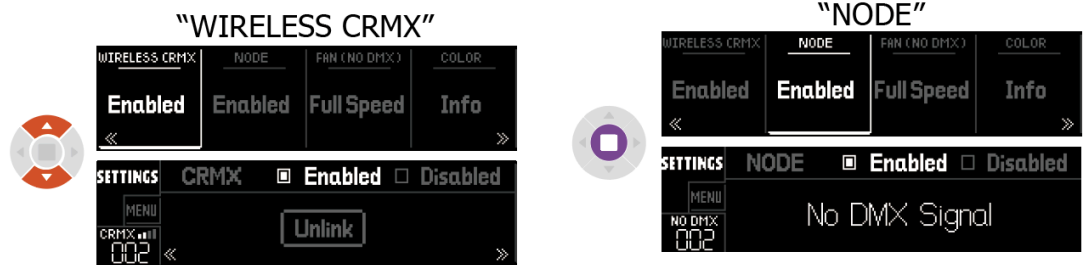 “WIRELESS CRMX”
WIRELESS CRMX NODE FAN (NO DMX) COLOR
Enabled Enabled Full Speed Info
« »
SETTINGS CRMX Enabled Disabled
MENU
Unlink
CRMX
002 « »
“NODE”
WIRELESS CRMX NODE FAN (NO DMX) COLOR
Enabled Enabled Full Speed Info
« »
SETTINGS NODE Enabled Disabled
MENU
No DMX Signal
NO DMX
002